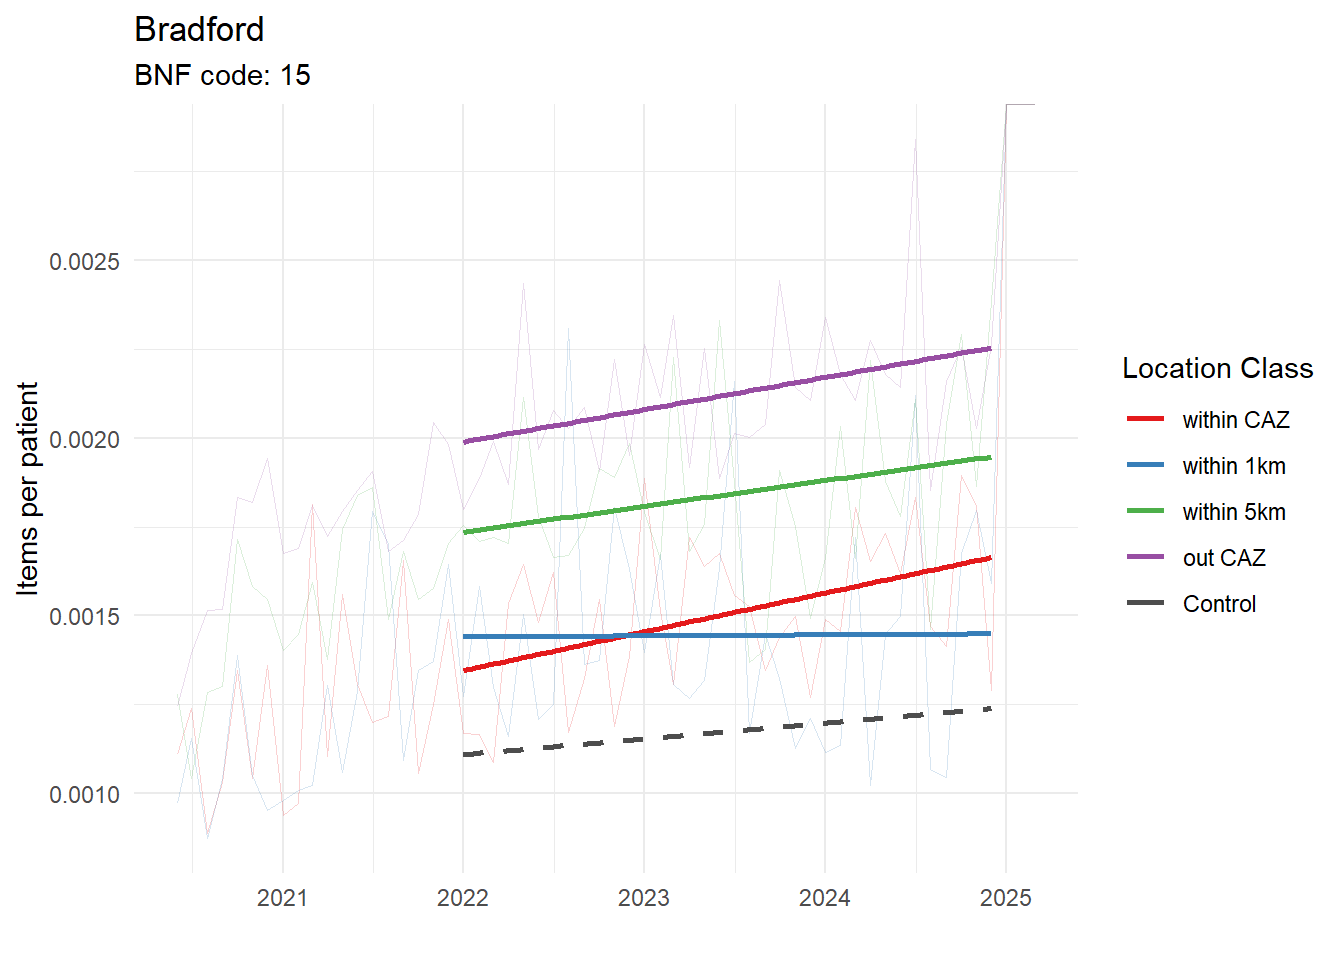 Bradford
BNF code: 15
Items per patient
0.0025
0.0020
0.0015
0.0010
2021
2022
2023
2024
2025
Location Class
within CAZ
within 1km
within 5km
out CAZ
Control